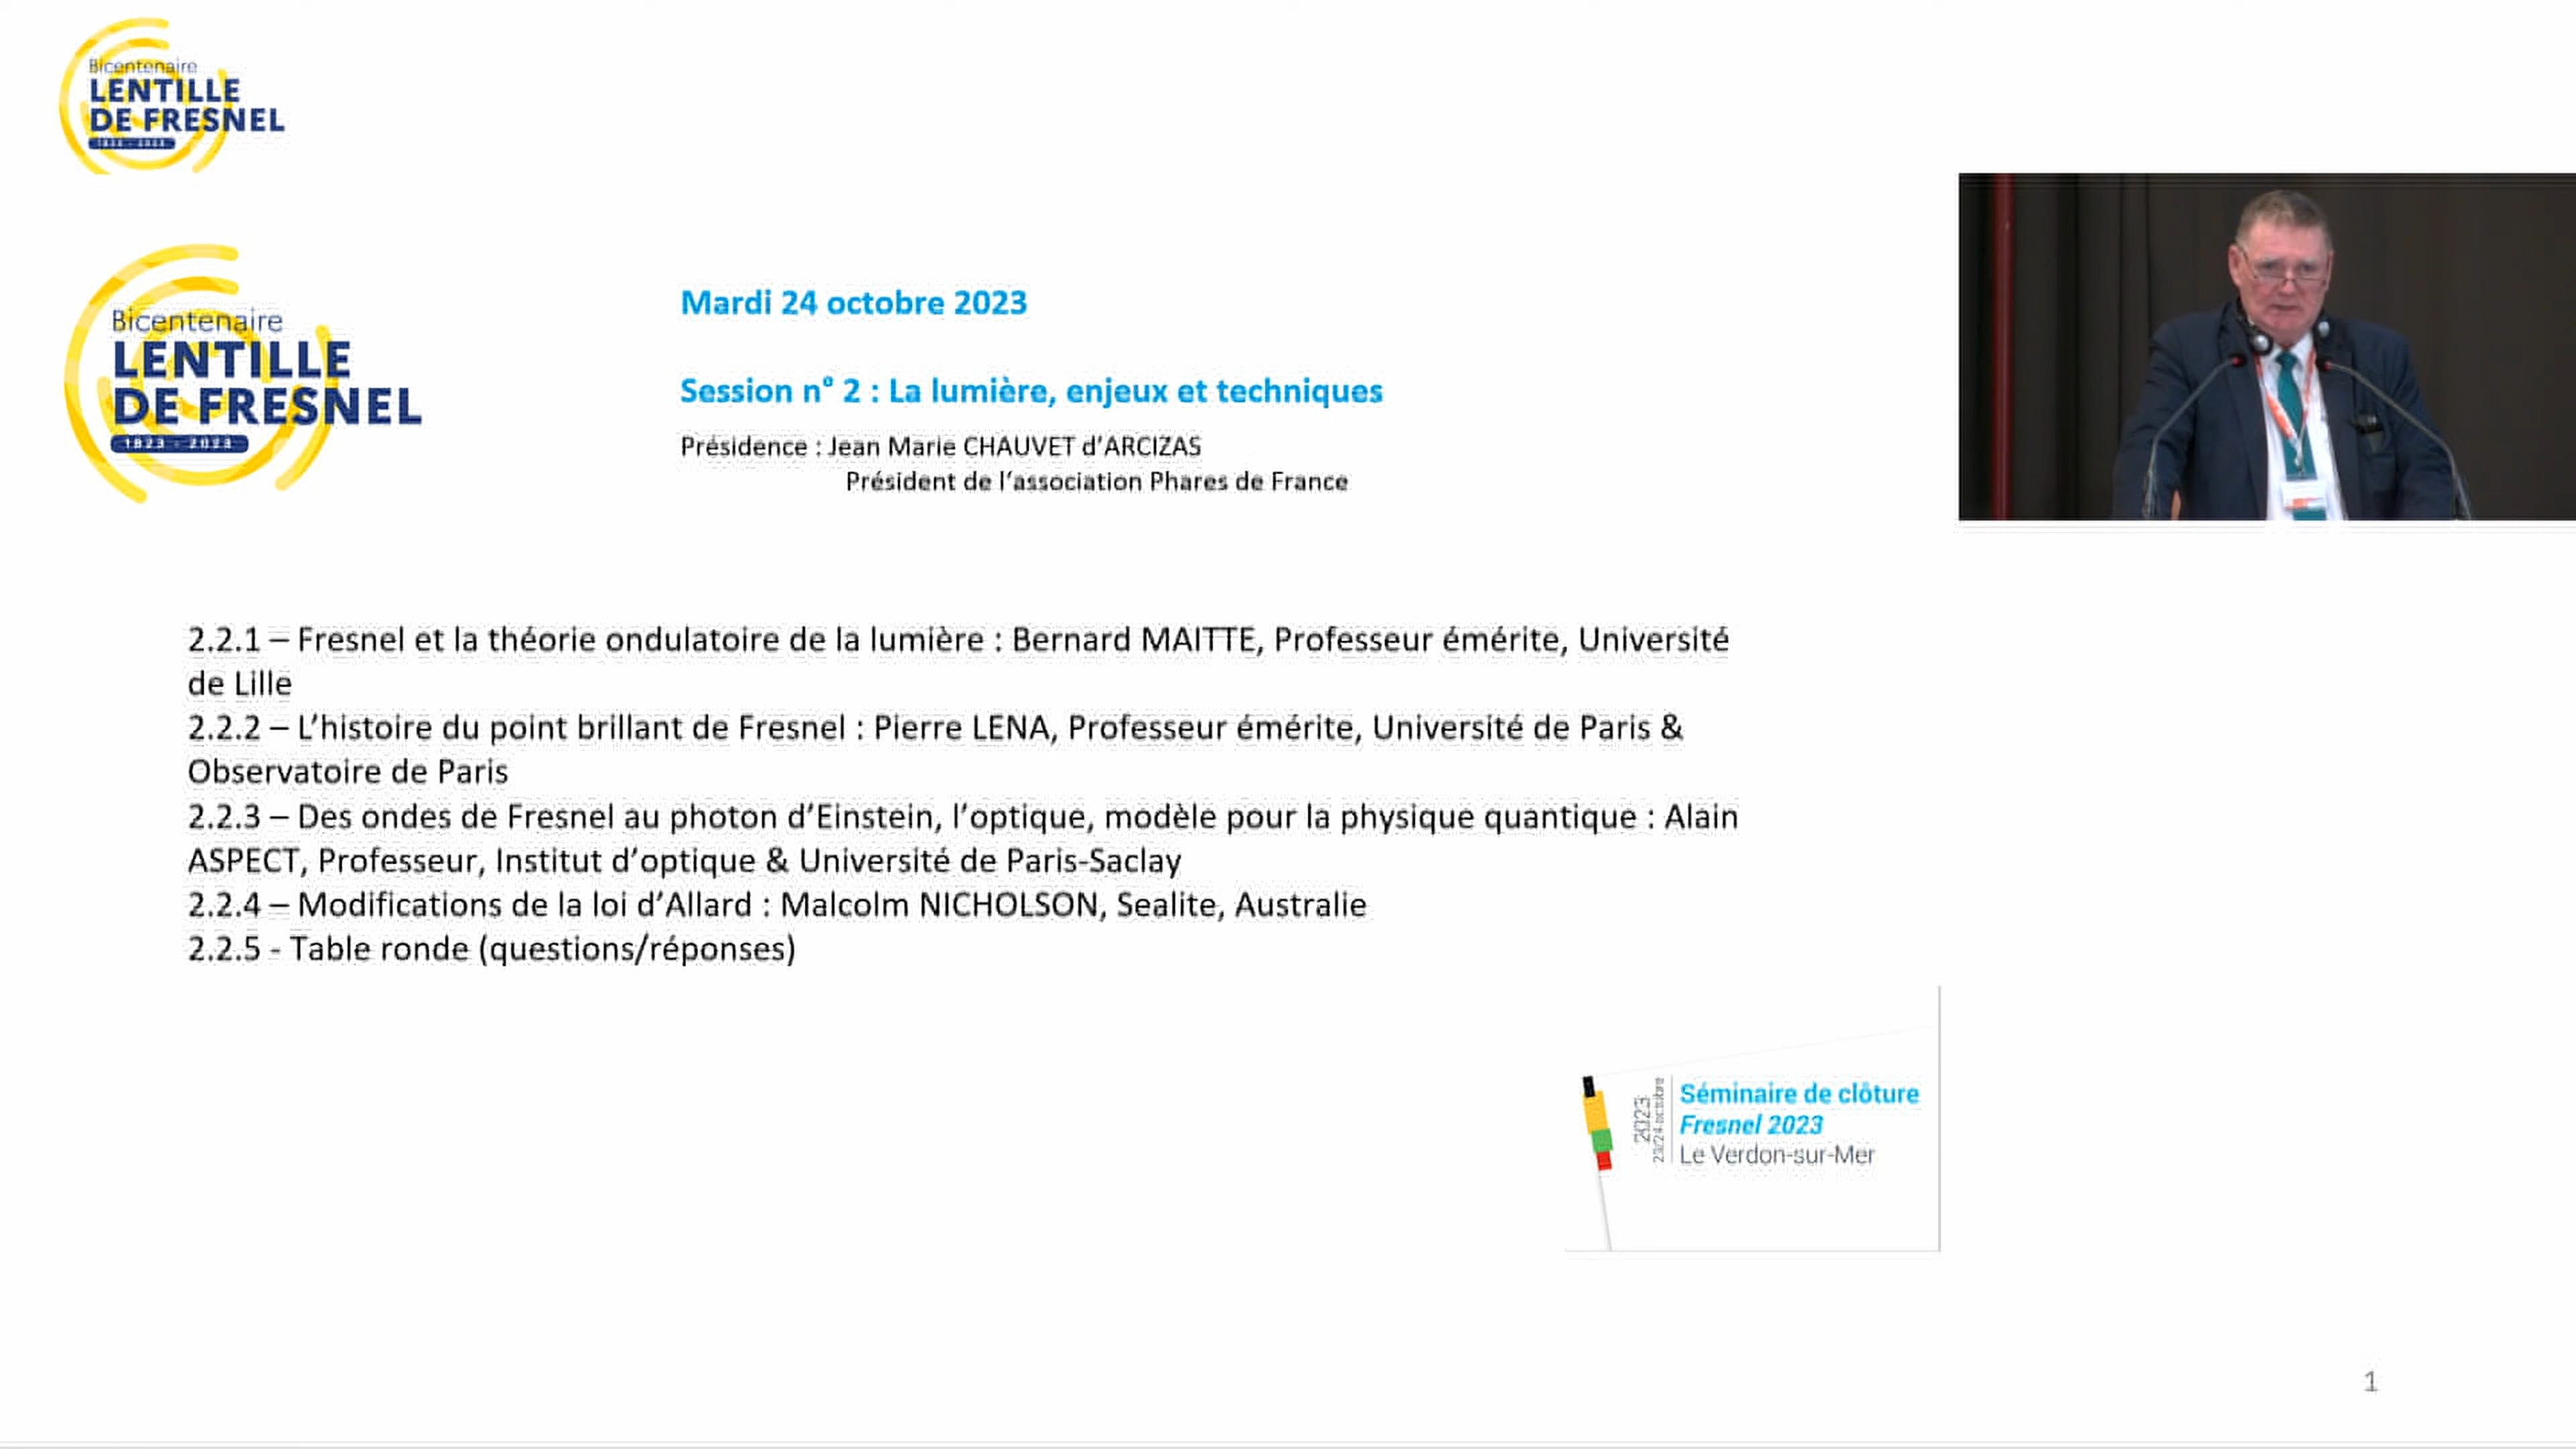 Bicentenaire
LENTILLE
DE FRESNEL
Bicentenaire
LENTILLE
DE FRESNEL
1823 - 2023
Mardi 24 octobre 2023
Session n° 2 : La lumière, enjeux et techniques
Présidence : Jean Marie CHAUVET d’ARCIZAS
Président de l’association Phares de France
2.2.1 – Fresnel et la théorie ondulatoire de la lumière : Bernard MAITTE, Professeur émérite, Université
de Lille
2.2.2 – L’histoire du point brillant de Fresnel : Pierre LENA, Professeur émérite, Université de Paris &
Observatoire de Paris
2.2.3 – Des ondes de Fresnel au photon d’Einstein, l’optique, modèle pour la physique quantique : Alain
ASPECT, Professeur, Institut d’optique & Université de Paris-Saclay
2.2.4 – Modifications de la loi d’Allard : Malcolm NICHOLSON, Sealite, Australie
2.2.5 - Table ronde (questions/réponses)
2023
23/24 octobre
Séminaire de clôture
Fresnel 2023
Le Verdon-sur-Mer
1